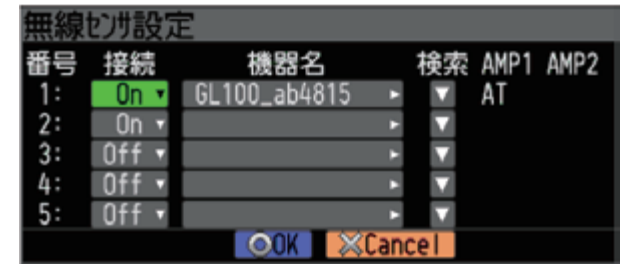 無線ｾﾝｻ設定
番号 接続 機器名 検索 AMP1 AMP2
1: On ▾ GL100_ab4815 ▸ ▼ AT
2: On ▾ ▸ ▼
3: Off ▾ ▸ ▼
4: Off ▾ ▸ ▼
5: Off ▾ ▸ ▼
OK Cancel